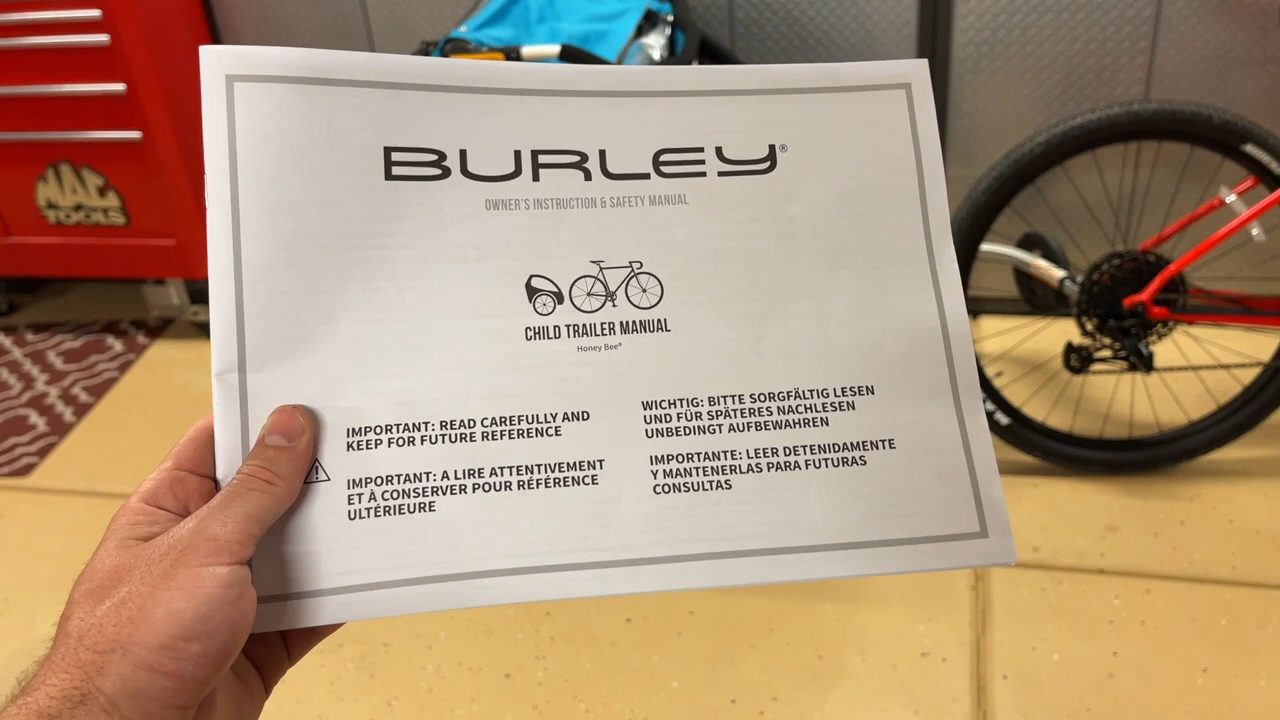 MAC
TOOLS
BURLEY®
OWNER'S INSTRUCTION & SAFETY MANUAL
CHILD TRAILER MANUAL
Honey Bee®
IMPORTANT: READ CAREFULLY AND
KEEP FOR FUTURE REFERENCE
IMPORTANT: A LIRE ATTENTIVEMENT
ET À CONSERVER POUR RÉFÉRENCE
ULTÉRIEURE
WICHTIG: BITTE SORGFÄLTIG LESEN
UND FÜR SPÄTERES NACHLESEN
UNBEDINGT AUFBEWAHREN
IMPORTANTE: LEER DETENIDAMENTE
Y MANTENERLAS PARA FUTURAS
CONSULTAS